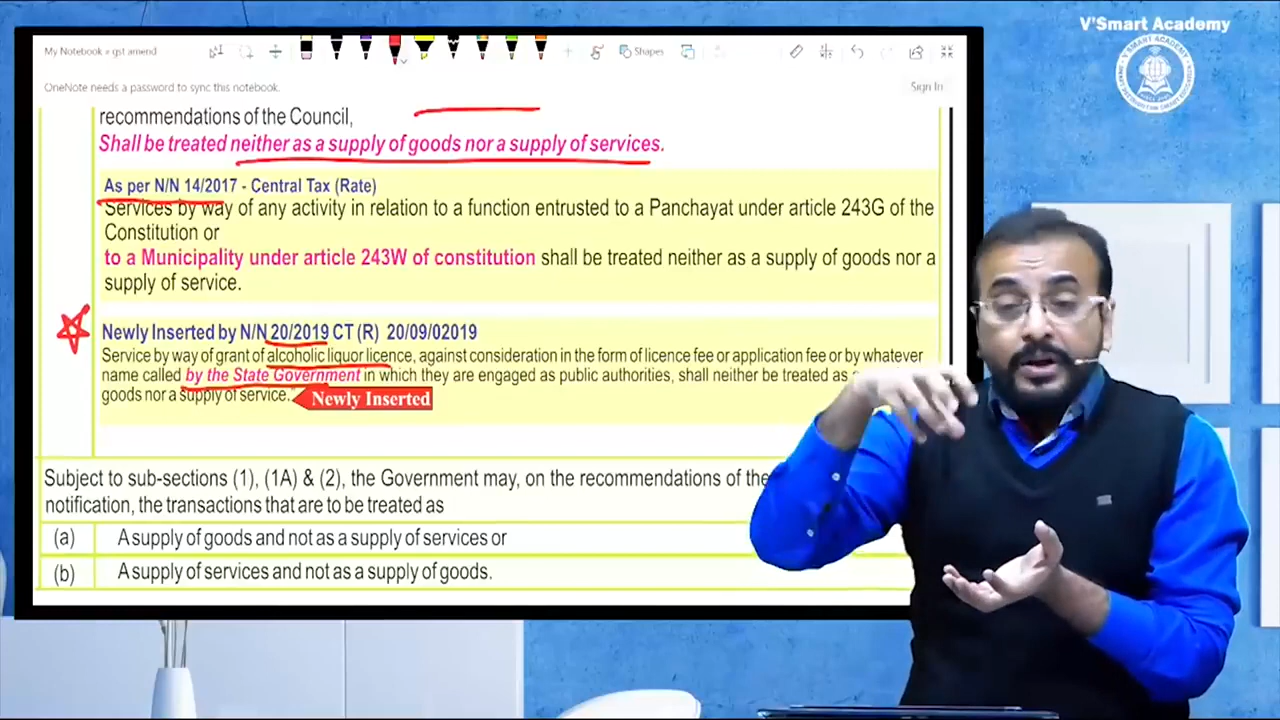 V'Smart Academy
My Notebook » gst amend
Shapes
OneNote needs a password to sync this notebook.
Sign In
recommendations of the Council,
Shall be treated neither as a supply of goods nor a supply of services.
As per N/N 14/2017 - Central Tax (Rate)
Services by way of any activity in relation to a function entrusted to a Panchayat under article 243G of the
Constitution or
to a Municipality under article 243W of constitution shall be treated neither as a supply of goods nor a
supply of service.
Newly Inserted by N/N 20/2019 CT (R) 20/09/02019
Service by way of grant of alcoholic liquor licence, against consideration in the form of licence fee or application fee or by whatever
name called by the State Government in which they are engaged as public authorities, shall neither be treated as a
goods nor a supply of service.
Newly Inserted
Subject to sub-sections (1), (1A) & (2), the Government may, on the recommendations of the
notification, the transactions that are to be treated as
(a) A supply of goods and not as a supply of services or
(b) A supply of services and not as a supply of goods.